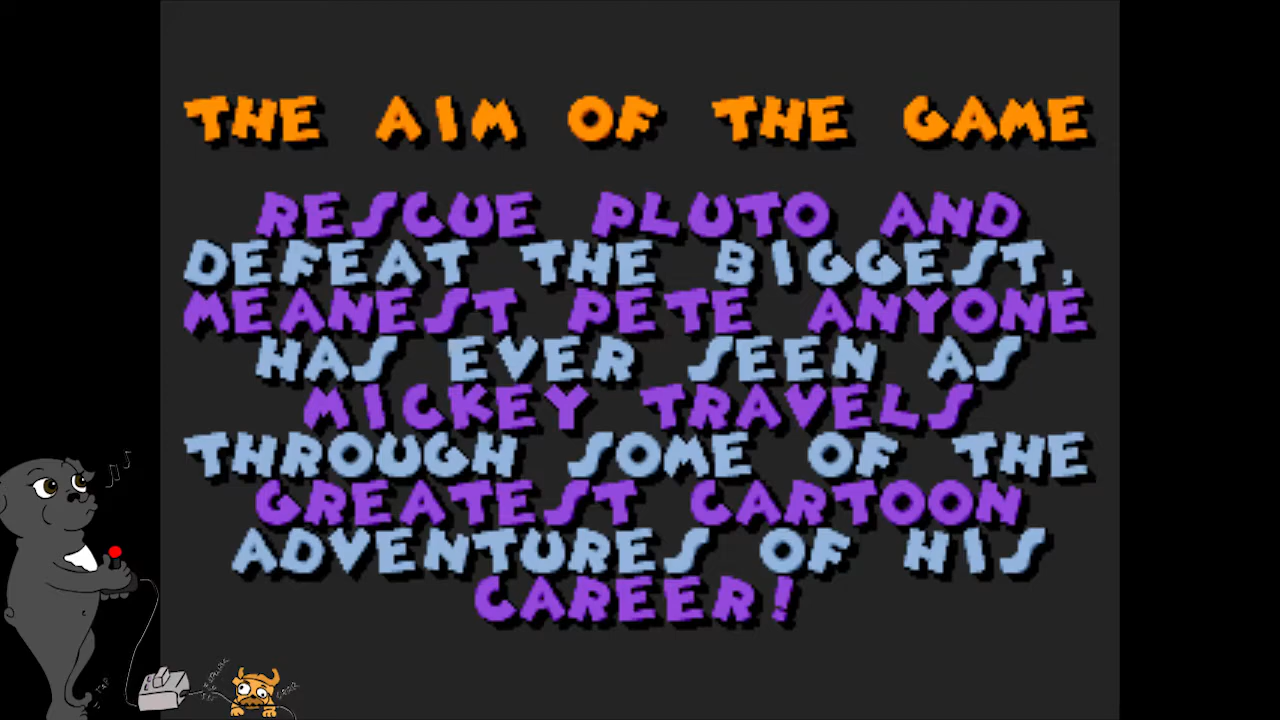 THE AIM OF THE GAME
RESCUE PLUTO AND
DEFEAT THE BIGGEST,
MEANEST PETE ANYONE
HAS EVER SEEN AS
MICKEY TRAVELS
THROUGH SOME OF THE
GREATEST CARTOON
ADVENTURES OF HIS
CAREER!
TAP